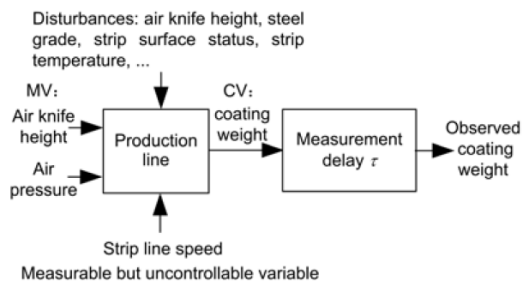 Disturbances: air knife height, steel
grade, strip surface status, strip
temperature, ...
MV:
Air knife
height
Air
pressure
Production
line
CV:
coating
weight
Measurement
delay τ
Observed
coating
weight
Strip line speed
Measurable but uncontrollable variable